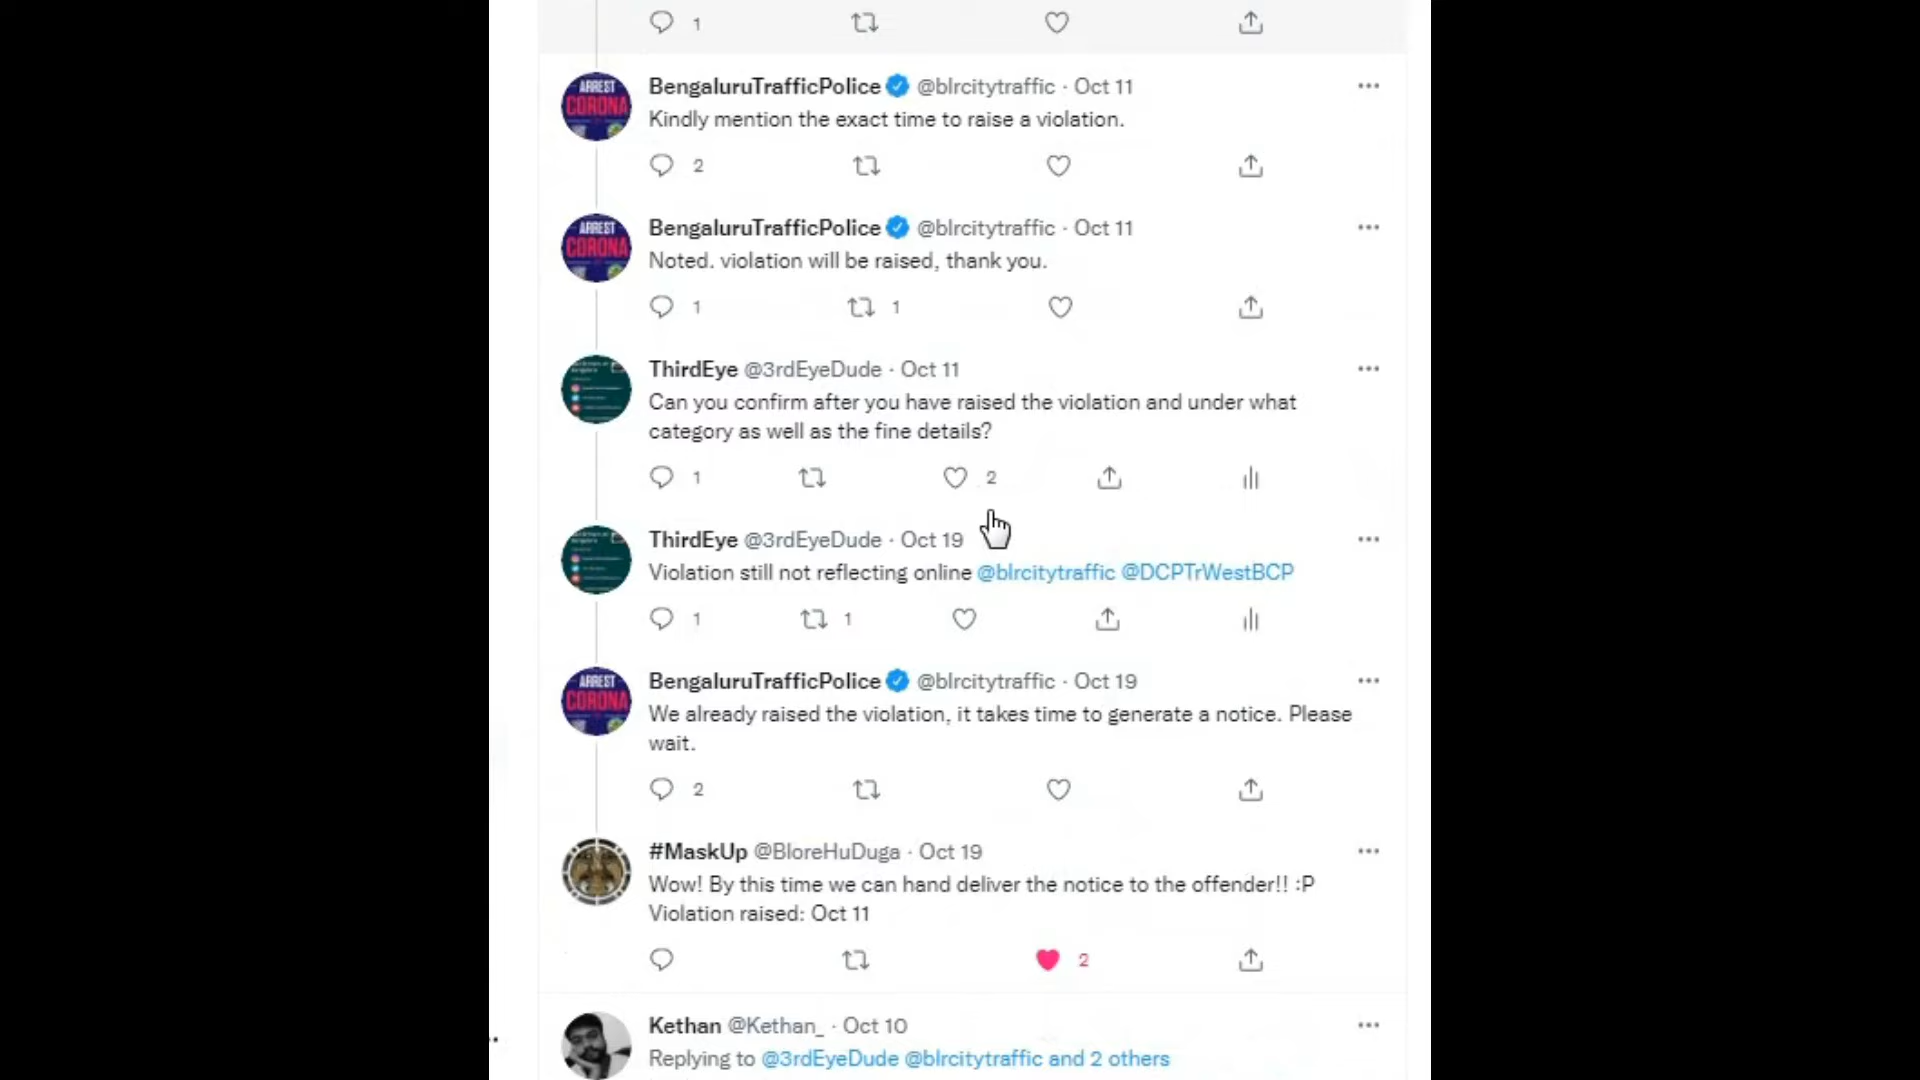 1
BengaluruTrafficPolice @blrcitytraffic · Oct 11
Kindly mention the exact time to raise a violation.
2
BengaluruTrafficPolice @blrcitytraffic · Oct 11
Noted. violation will be raised, thank you.
1 1
ThirdEye @3rdEyeDude · Oct 11
Can you confirm after you have raised the violation and under what
category as well as the fine details?
1 2
ThirdEye @3rdEyeDude · Oct 19
Violation still not reflecting online @blrcitytraffic @DCPTrWestBCP
1 1
BengaluruTrafficPolice @blrcitytraffic · Oct 19
We already raised the violation, it takes time to generate a notice. Please
wait.
2
#MaskUp @BloreHuDuga · Oct 19
Wow! By this time we can hand deliver the notice to the offender!! :P
Violation raised: Oct 11
2
Kethan @Kethan_ · Oct 10
Replying to @3rdEyeDude @blrcitytraffic and 2 others
ARREST
CORONA
ARREST
CORONA
ARREST
CORONA